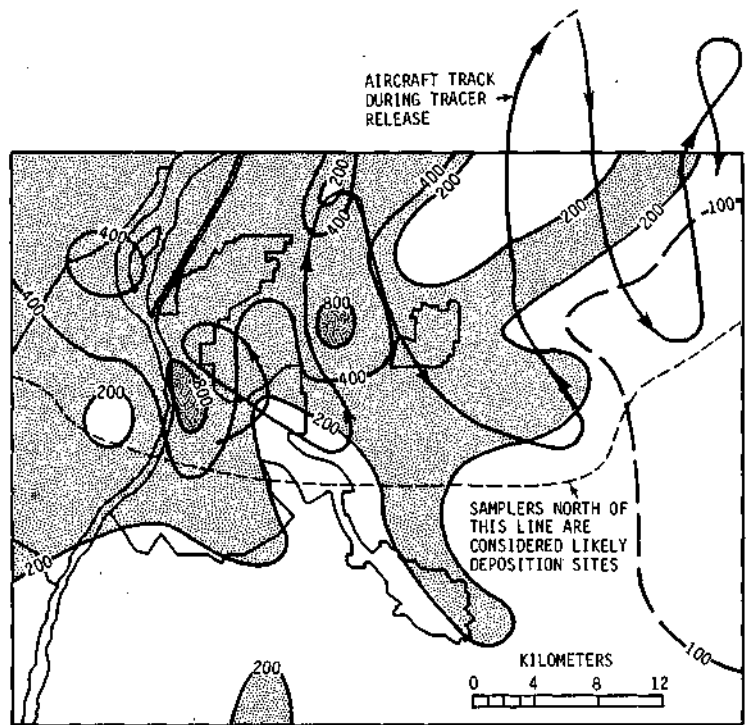 AIRCRAFT TRACK
DURING TRACER
RELEASE
200
400
200
400
200
200
100
400
400
800
400
800
200
200
SAMPLERS NORTH OF
THIS LINE ARE
CONSIDERED LIKELY
DEPOSITION SITES
200
100
200
KILOMETERS
0 4 8 12